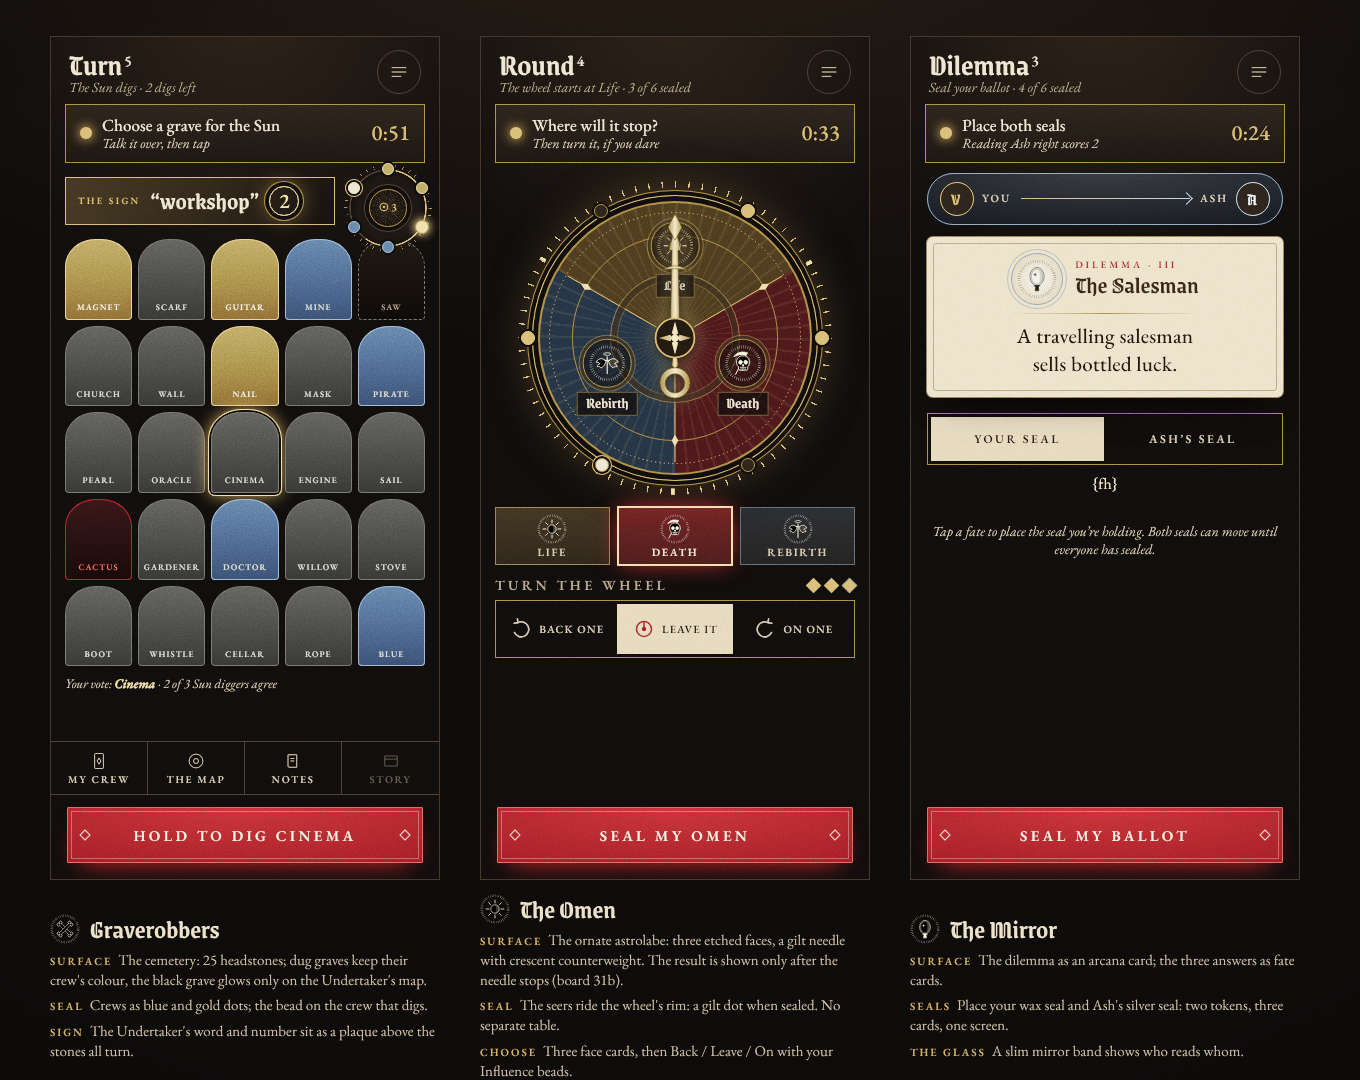 Turn 5
The Sun digs · 2 digs left
Choose a grave for the Sun
Talk it over, then tap
0:51
THE SIGN “workshop” 2
3
MAGNET SCARF GUITAR MINE SAW
CHURCH WALL NAIL MASK PIRATE
PEARL ORACLE CINEMA ENGINE SAIL
CACTUS GARDENER DOCTOR WILLOW STOVE
BOOT WHISTLE CELLAR ROPE BLUE
Your vote: Cinema · 2 of 3 Sun diggers agree
MY CREW THE MAP NOTES STORY
HOLD TO DIG CINEMA
Graverobbers
SURFACE The cemetery: 25 headstones; dug graves keep their
crew's colour, the black grave glows only on the Undertaker's map.
SEAL Crews as blue and gold dots; the bead on the crew that digs.
SIGN The Undertaker's word and number sit as a plaque above the
stones all turn.
Round 4
The wheel starts at Life · 3 of 6 sealed
Where will it stop?
Then turn it, if you dare
0:33
Life
Rebirth Death
LIFE DEATH REBIRTH
TURN THE WHEEL
BACK ONE LEAVE IT ON ONE
SEAL MY OMEN
The Omen
SURFACE The ornate astrolabe: three etched faces, a gilt needle
with crescent counterweight. The result is shown only after the
needle stops (board 31b).
SEAL The seers ride the wheel's rim: a gilt dot when sealed. No
separate table.
CHOOSE Three face cards, then Back / Leave / On with your
Influence beads.
Dilemma 3
Seal your ballot · 4 of 6 sealed
Place both seals
Reading Ash right scores 2
0:24
V YOU ASH A
DILEMMA · III
The Salesman
A travelling salesman
sells bottled luck.
YOUR SEAL ASH’S SEAL
{fh}
Tap a fate to place the seal you’re holding. Both seals can move until
everyone has sealed.
SEAL MY BALLOT
The Mirror
SURFACE The dilemma as an arcana card; the three answers as fate
cards.
SEALS Place your wax seal and Ash's silver seal: two tokens, three
cards, one screen.
THE GLASS A slim mirror band shows who reads whom.